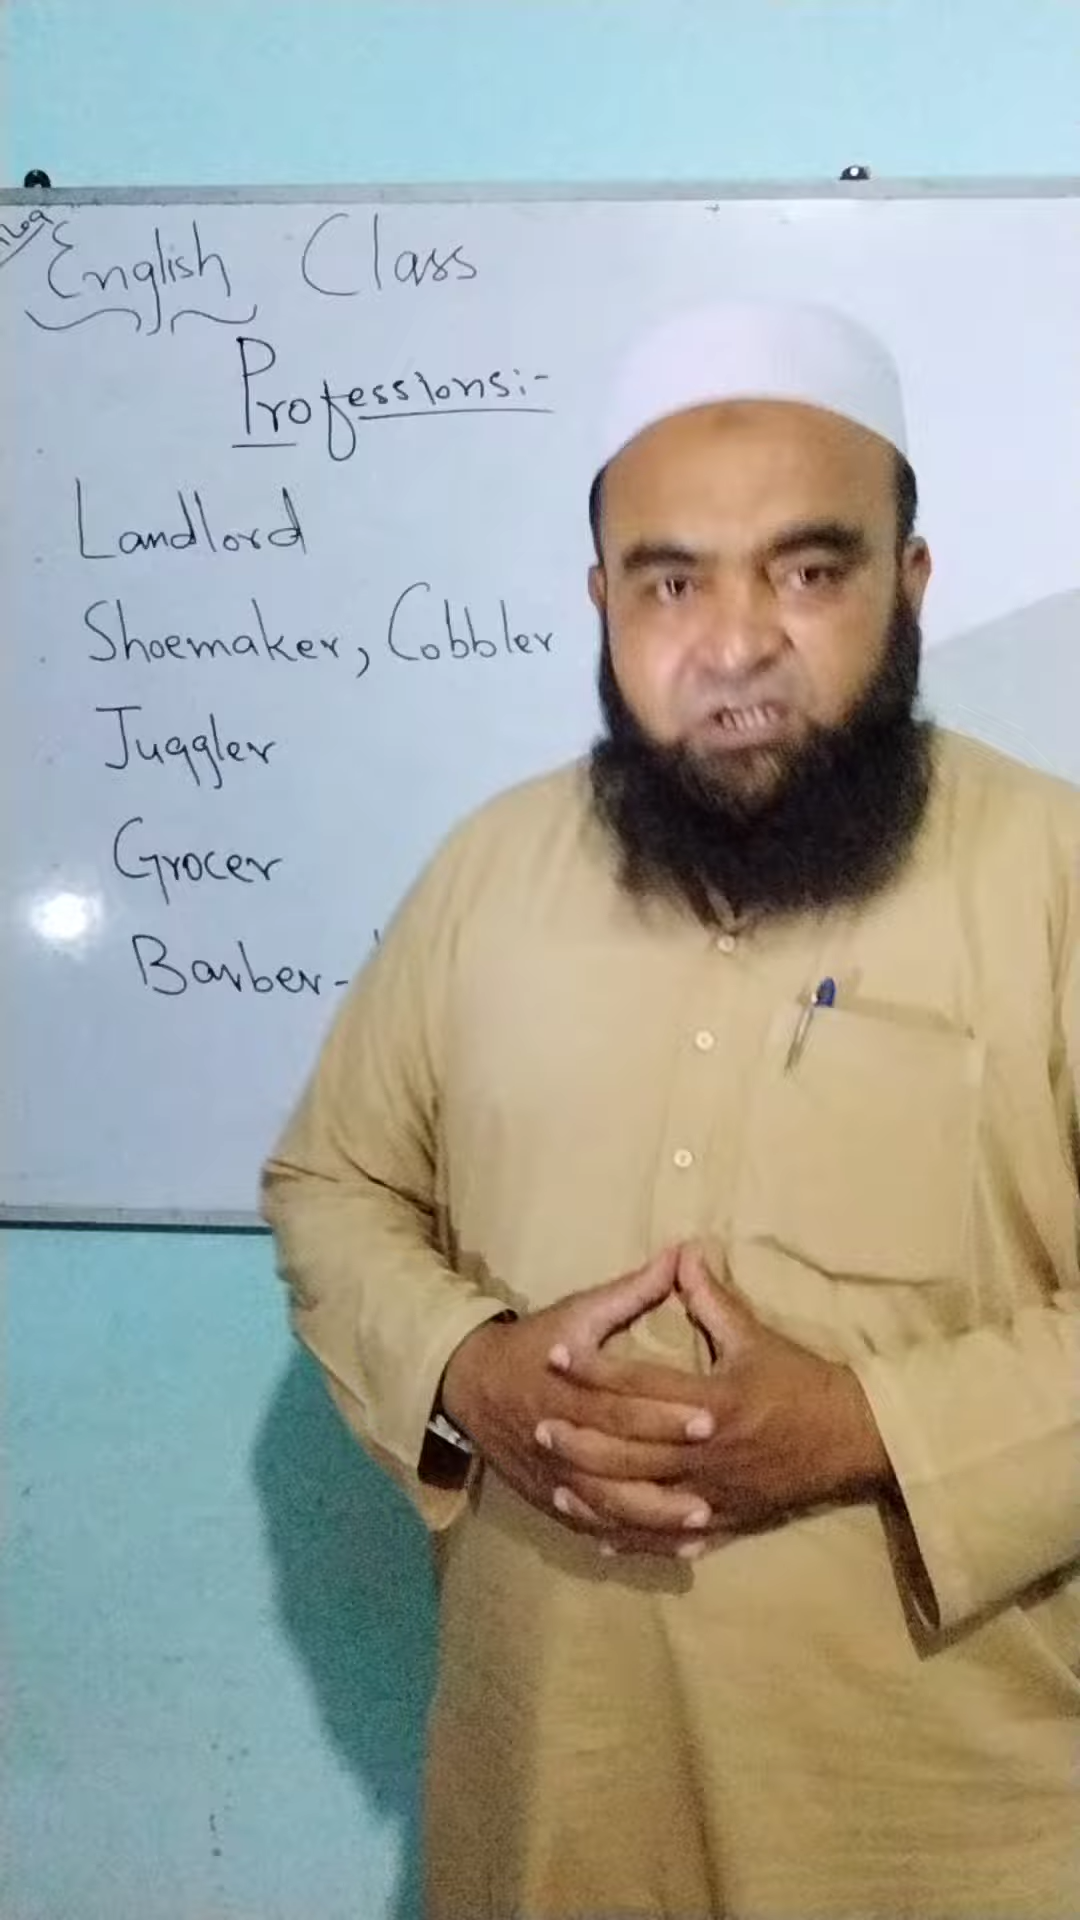 English Class
Professions:-
Landlord
Shoemaker, Cobbler
Juggler
Grocer
Barber-